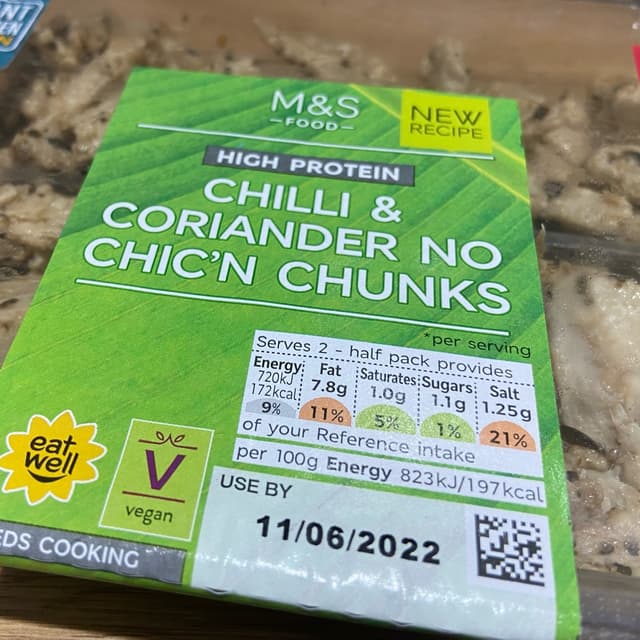 M&S
—FOOD—
NEW
RECIPE
HIGH PROTEIN
CHILLI &
CORIANDER NO
CHIC'N CHUNKS
*per serving
Serves 2 - half pack provides
Energy Fat Saturates Sugars Salt
720kJ 7.8g 1.0g 1.1g 1.25g
172kcal
9% 11% 5% 1% 21%
of your Reference intake
per 100g Energy 823kJ/197kcal
eat
well
V
vegan
USE BY
11/06/2022
EDS COOKING